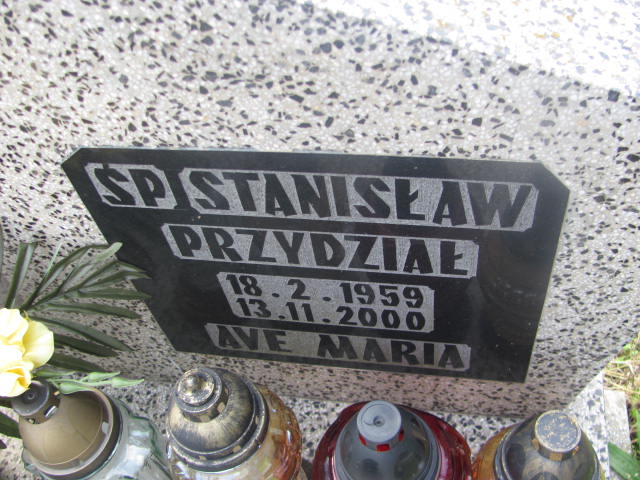 ŚP STANISŁAW
PRZYDZIAŁ
18.2.1959
13.11.2000
AVE MARIA